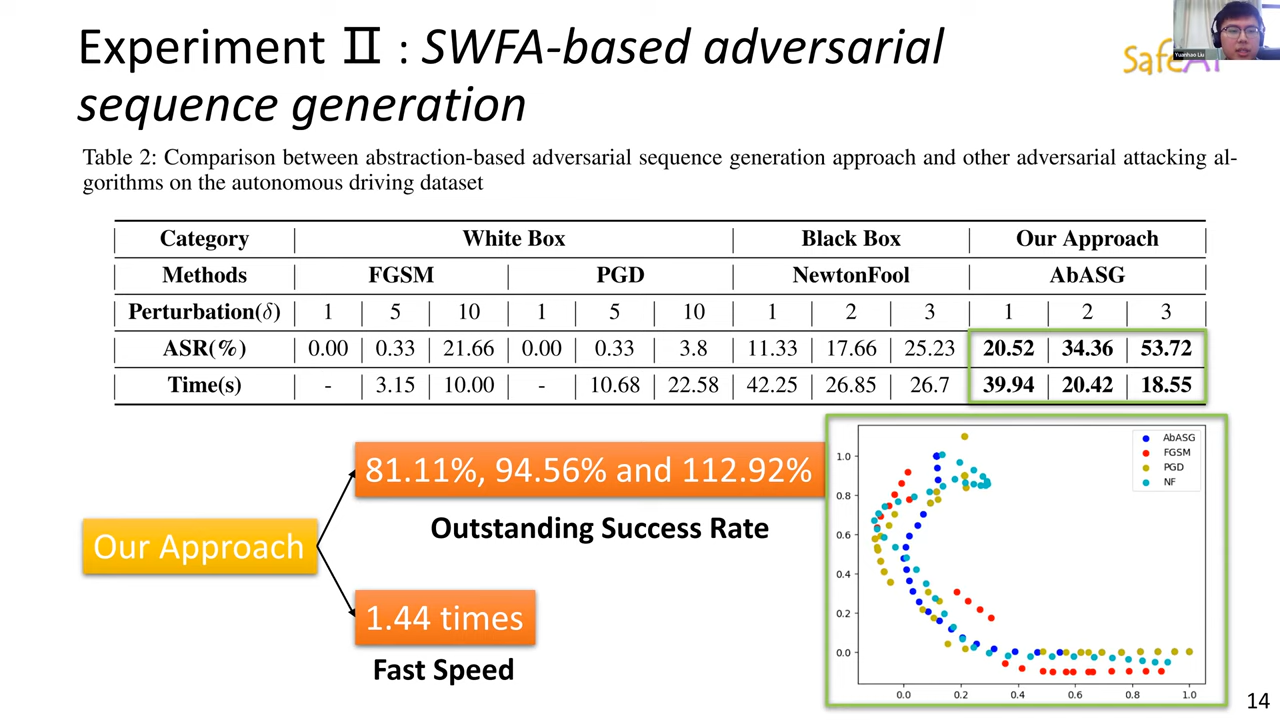 Experiment Ⅱ : SWFA-based adversarial
sequence generation
SafeAI
Yuanhao Liu
Table 2: Comparison between abstraction-based adversarial sequence generation approach and other adversarial attacking al-
gorithms on the autonomous driving dataset
Category White Box Black Box Our Approach
Methods FGSM PGD NewtonFool AbASG
Perturbation(δ) 1 5 10 1 5 10 1 2 3 1 2 3
ASR(%) 0.00 0.33 21.66 0.00 0.33 3.8 11.33 17.66 25.23 20.52 34.36 53.72
Time(s) - 3.15 10.00 - 10.68 22.58 42.25 26.85 26.7 39.94 20.42 18.55
Our Approach
81.11%, 94.56% and 112.92%
Outstanding Success Rate
1.44 times
Fast Speed
AbASG
FGSM
PGD
NF
1.0
0.8
0.6
0.4
0.2
0.0
0.0 0.2 0.4 0.6 0.8 1.0
14